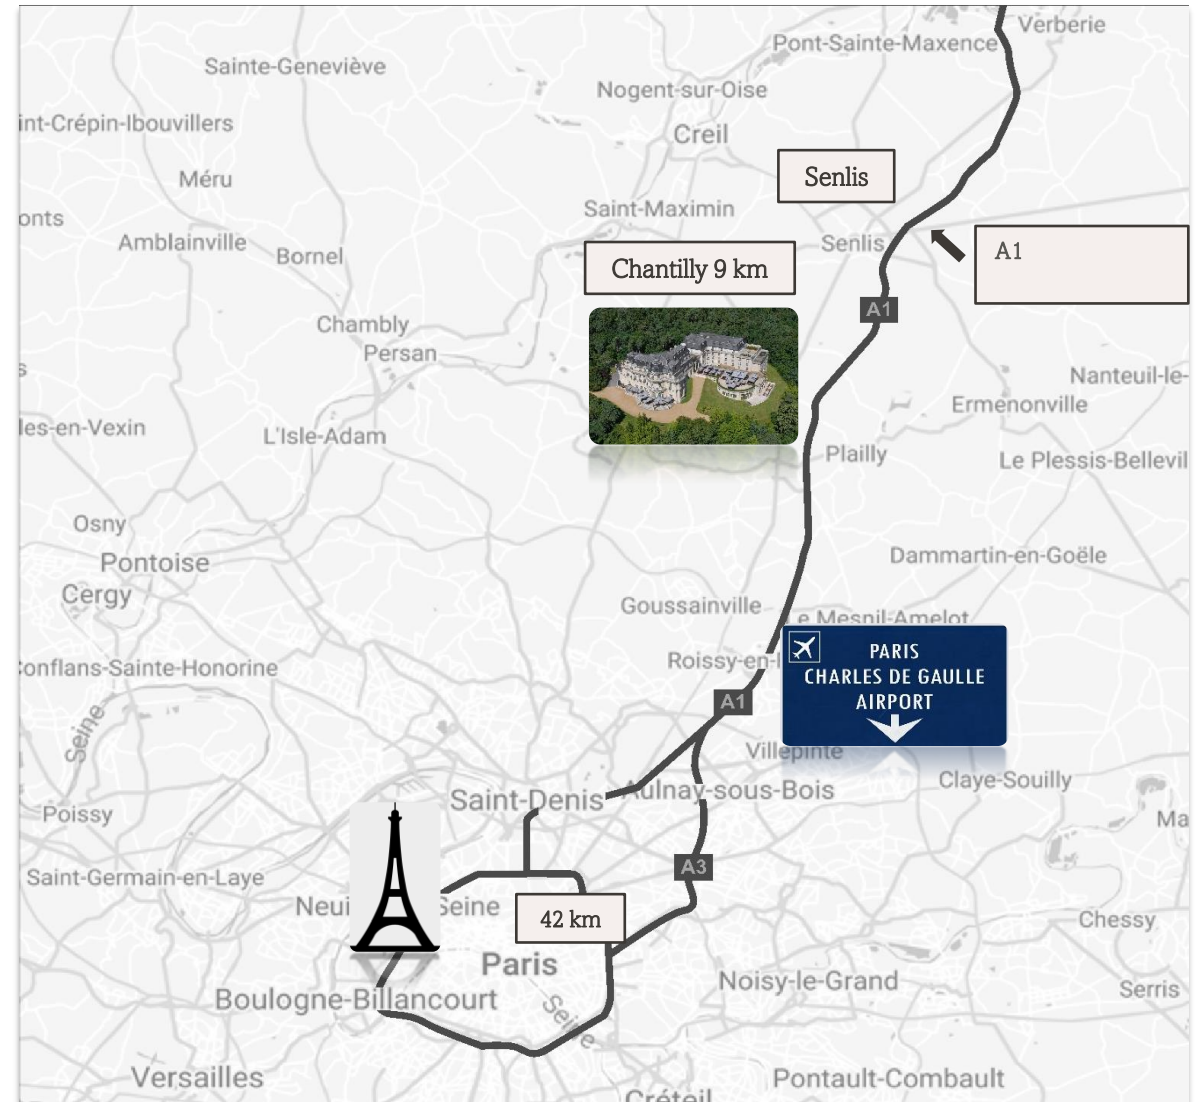 Verberie
Pont-Sainte-Maxence
Sainte-Geneviève
Nogent-sur-Oise
int-Crépin-Ibouvillers
Creil
Senlis
Méru
Saint-Maximin
onts
Amblainville
Bornel
Senlis
A1
Chantilly 9 km
A1
Chambly
Persan
Nanteuil-le-
Ermenonville
les-en-Vexin
L'Isle-Adam
Plailly
Le Plessis-Bellevil
Osny
Pontoise
Dammartin-en-Goële
Cergy
Goussainville
e Mesnil-Amelot
Conflans-Sainte-Honorine
Roissy-en-
PARIS
CHARLES DE GAULLE
AIRPORT
A1
Seine
Villepinte
Claye-Souilly
Saint-Denis
Aulnay-sous-Bois
Poissy
Ma
A3
Saint-Germain-en-Laye
Neui
Seine
42 km
Chessy
Paris
Noisy-le-Grand
Serris
Boulogne-Billancourt
Seine
Versailles
Pontault-Combault
Créteil